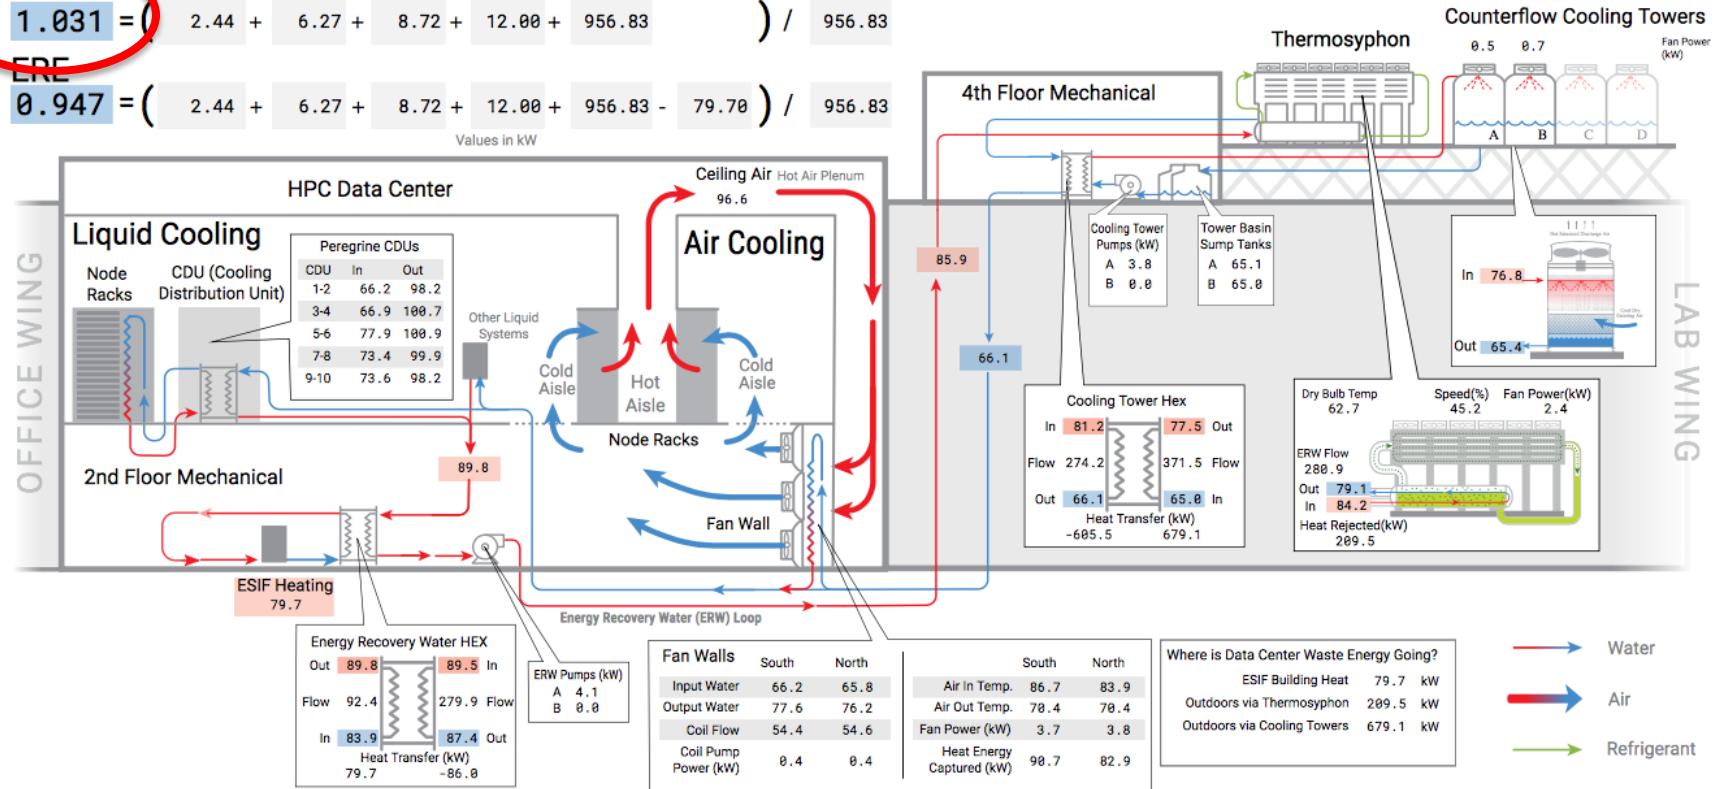 1.031 = ( 2.44 + 6.27 + 8.72 + 12.00 + 956.83 ) / 956.83
ERE
0.947 = ( 2.44 + 6.27 + 8.72 + 12.00 + 956.83 - 79.70 ) / 956.83
Values in kW
Counterflow Cooling Towers
0.5 0.7 Fan Power (kW)
Thermosyphon
A B C D
4th Floor Mechanical
HPC Data Center
Ceiling Air Hot Air Plenum
96.6
Liquid Cooling
Air Cooling
Node Racks
CDU (Cooling Distribution Unit)
Peregrine CDUs
CDU In Out
1-2 66.2 98.2
3-4 66.9 100.7
5-6 77.9 100.9
7-8 73.4 99.9
9-10 73.6 98.2
Other Liquid Systems
Cold Aisle
Hot Aisle
Cold Aisle
Node Racks
Fan Wall
OFFICE WING
LAB WING
2nd Floor Mechanical
89.8
85.9
66.1
ESIF Heating
79.7
Cooling Tower Pumps (kW)
A 3.8
B 0.0
Tower Basin Sump Tanks
A 65.1
B 65.0
In 76.8
Out 65.4
Cooling Tower Hex
In 81.2 77.5 Out
Flow 274.2 371.5 Flow
Out 66.1 65.0 In
Heat Transfer (kW)
-605.5 679.1
Dry Bulb Temp Speed(%) Fan Power(kW)
62.7 45.2 2.4
ERW Flow
280.9
Out 79.1
In 84.2
Heat Rejected(kW)
209.5
Energy Recovery Water (ERW) Loop
Energy Recovery Water HEX
Out 89.8 89.5 In
Flow 92.4 279.9 Flow
In 83.9 87.4 Out
Heat Transfer (kW)
79.7 -86.0
ERW Pumps (kW)
A 4.1
B 0.0
Fan Walls South North
Input Water 66.2 65.8
Output Water 77.6 76.2
Coil Flow 54.4 54.6
Coil Pump Power (kW) 0.4 0.4
South North
Air In Temp. 86.7 83.9
Air Out Temp. 70.4 70.4
Fan Power (kW) 3.7 3.8
Heat Energy Captured (kW) 90.7 82.9
Where is Data Center Waste Energy Going?
ESIF Building Heat 79.7 kW
Outdoors via Thermosyphon 209.5 kW
Outdoors via Cooling Towers 679.1 kW
Water
Air
Refrigerant